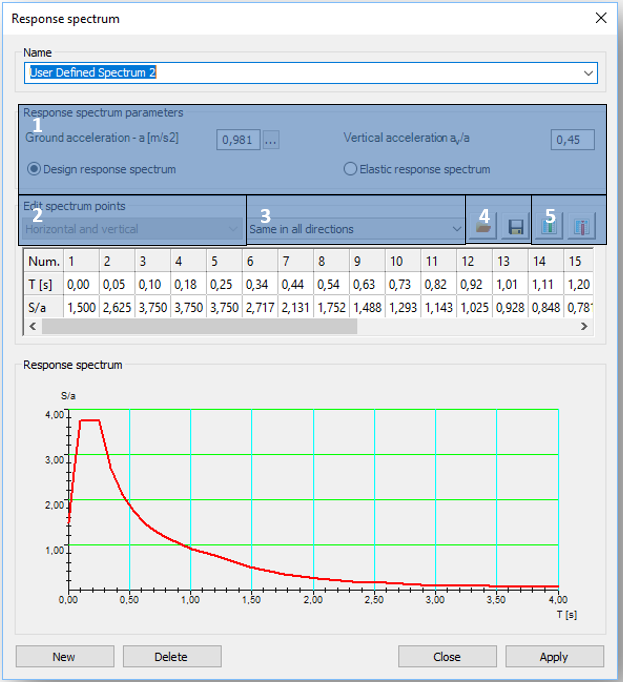 Response spectrum
Name
User Defined Spectrum 2
Response spectrum parameters
1
Ground acceleration - a [m/s2] 0,981 ... Vertical acceleration av/a 0,45
Design response spectrum Elastic response spectrum
Edit spectrum points
2 3 4 5
Horizontal and vertical Same in all directions
Num. 1 2 3 4 5 6 7 8 9 10 11 12 13 14 15
T [s] 0,00 0,05 0,10 0,18 0,25 0,34 0,44 0,54 0,63 0,73 0,82 0,92 1,01 1,11 1,20
S/a 1,500 2,625 3,750 3,750 3,750 2,717 2,131 1,752 1,488 1,293 1,143 1,025 0,928 0,848 0,781
Response spectrum
S/a
4,00
3,00
2,00
1,00
0,00 0,50 1,00 1,50 2,00 2,50 3,00 3,50 4,00
T [s]
New Delete Close Apply